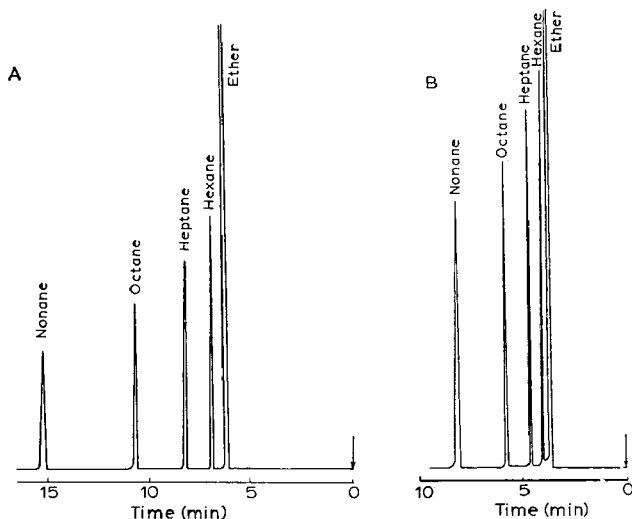 A
Nonane
Octane
Heptane
Hexane
Ether
15 10 5 0
Time (min)
B
Nonane
Octane
Heptane
Hexane
Ether
10 5 0
Time (min)